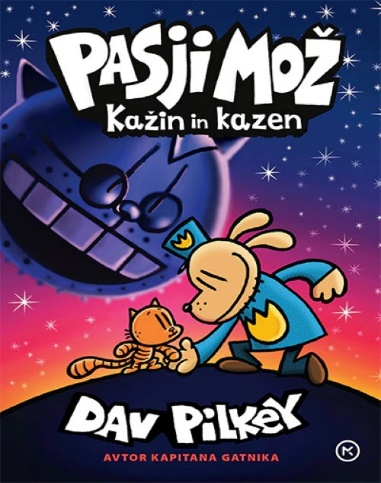 PASJI MOŽ
Kažin in kazen
DAV PILKEY
AVTOR KAPITANA GATNIKA
M